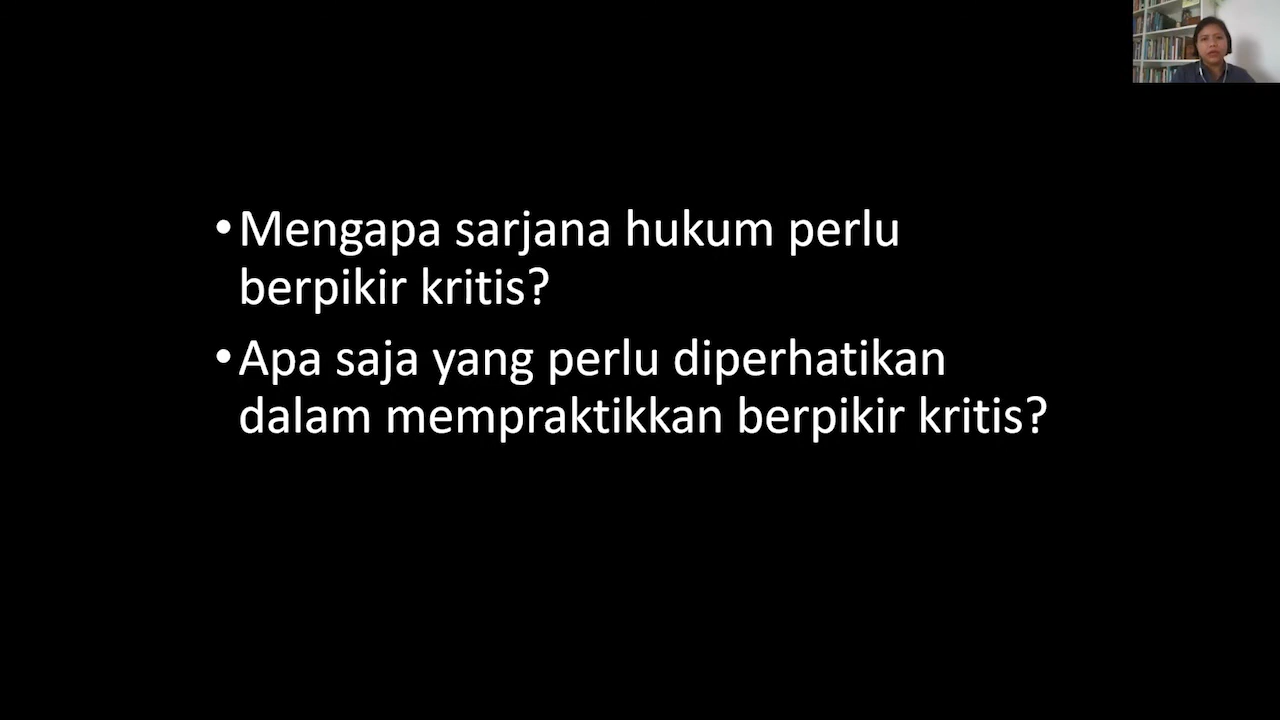 •Mengapa sarjana hukum perlu
berpikir kritis?
•Apa saja yang perlu diperhatikan
dalam mempraktikkan berpikir kritis?